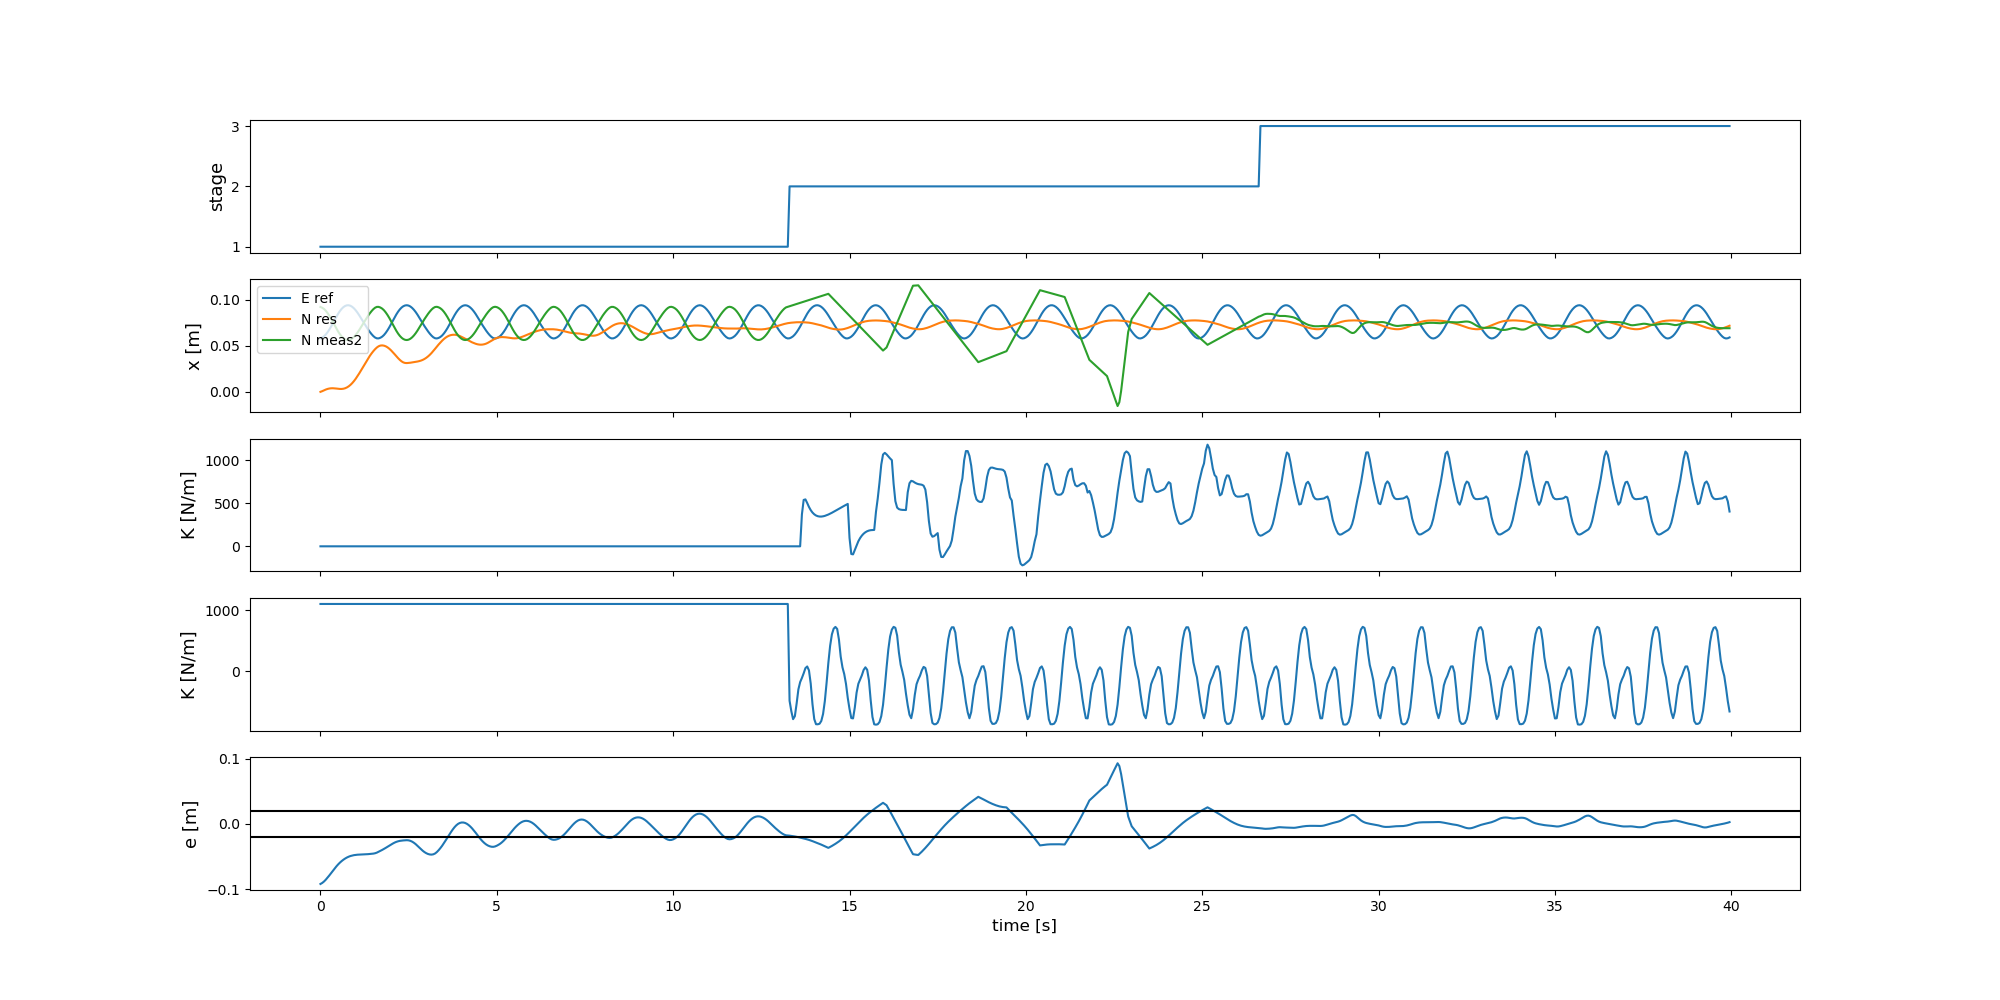 3
2
1
stage
E ref
N res
N meas2
0.10
0.05
0.00
x [m]
1000
500
0
K [N/m]
1000
0
K [N/m]
0.1
0.0
−0.1
e [m]
0 5 10 15 20 25 30 35 40
time [s]